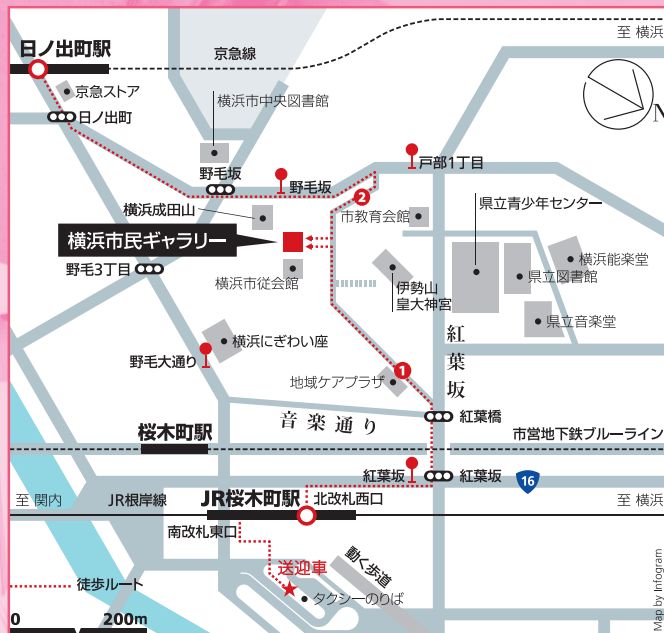 日ノ出町駅
京急線
至 横浜
京急ストア
横浜市中央図書館
日ノ出町
N
野毛坂
野毛坂
戸部1丁目
2
横浜成田山
市教育会館
県立青少年センター
横浜市民ギャラリー
横浜能楽堂
県立図書館
野毛3丁目
横浜市従会館
伊勢山
皇大神宮
県立音楽堂
紅葉坂
横浜にぎわい座
野毛大通り
1
地域ケアプラザ
音楽通り
紅葉橋
桜木町駅
市営地下鉄ブルーライン
紅葉坂
紅葉坂
16
至 関内
JR根岸線
JR桜木町駅
北改札西口
至 横浜
南改札東口
動く歩道
送迎車
徒歩ルート
タクシーのりば
0
200m
Map by Infogram